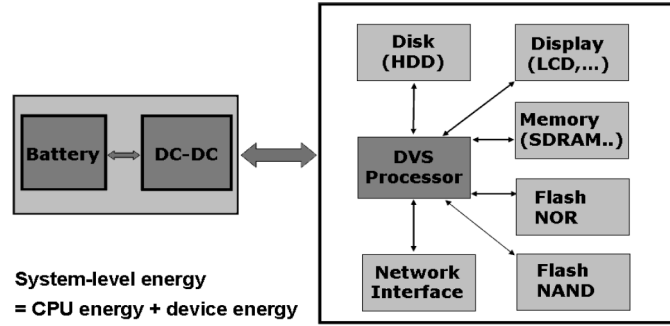 Disk
(HDD)
Display
(LCD,...)
Battery
DC-DC
Memory
(SDRAM..)
DVS
Processor
Flash
NOR
Network
Interface
Flash
NAND
System-level energy
= CPU energy + device energy